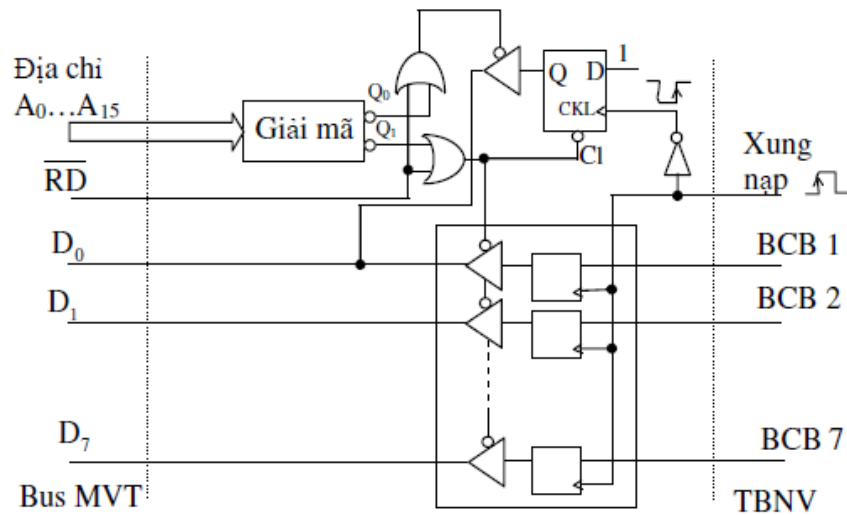 Địa chỉ
A0…A15
Giải mã
Q0
Q1
Q
D
1
CKL
Cl
Xung
nạp
RD
D0
D1
D7
BCB 1
BCB 2
BCB 7
Bus MVT
TBNV